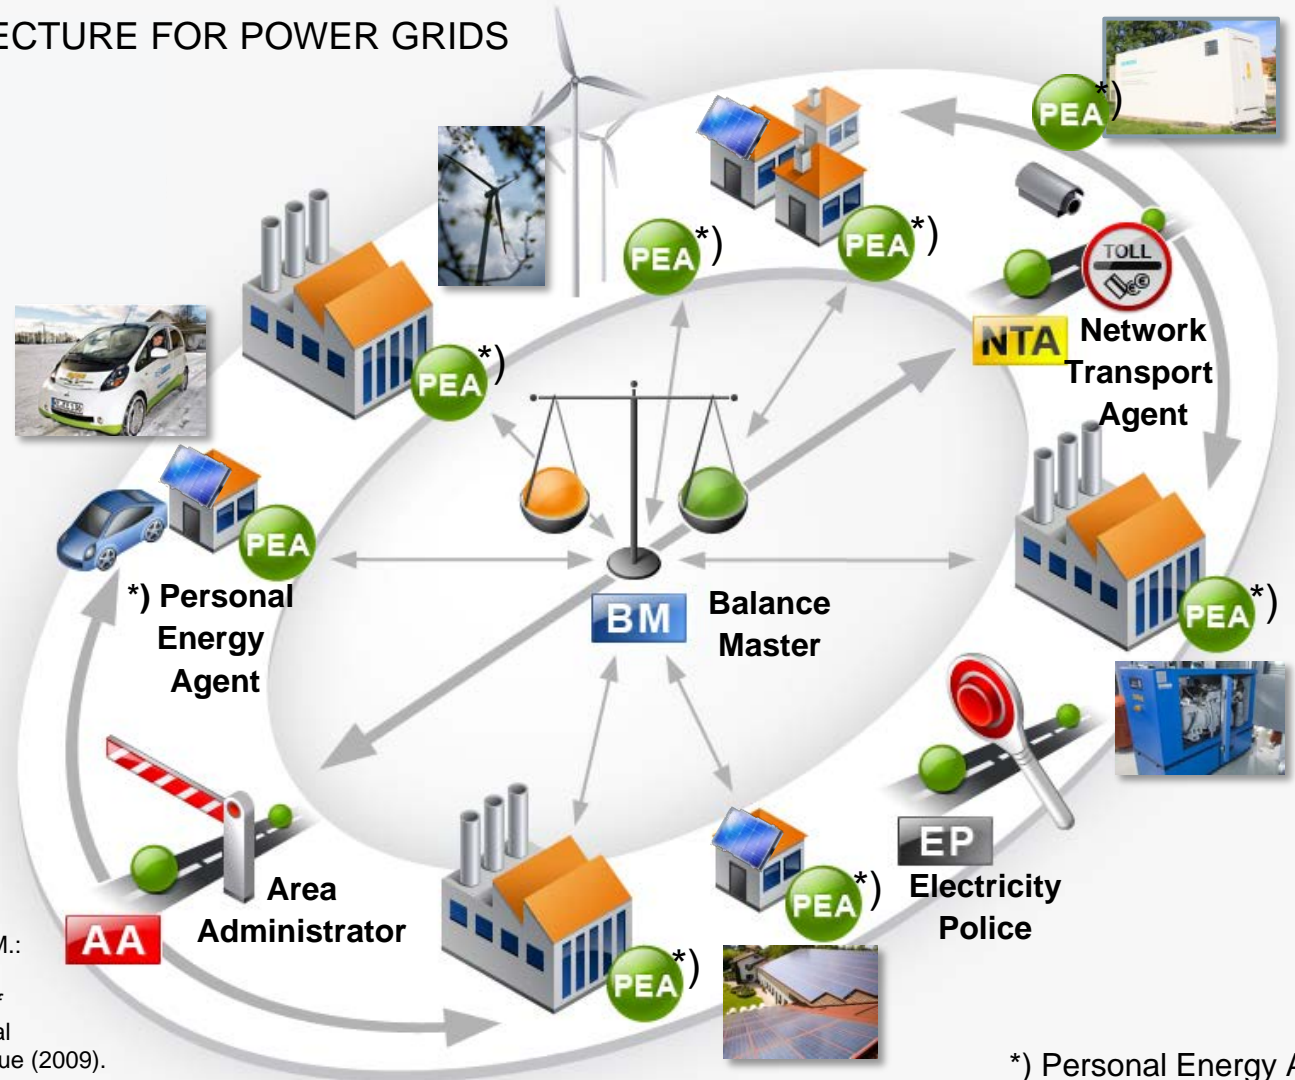 ECTURE FOR POWER GRIDS
PEA *)
PEA *)
PEA *)
TOLL
NTA Network
Transport
Agent
PEA *)
PEA
*) Personal
Energy
Agent
BM Balance
Master
PEA *)
EP
Electricity
Police
PEA *)
Area
Administrator
AA
PEA *)
M.:
al
ue (2009).
*) Personal Energy A